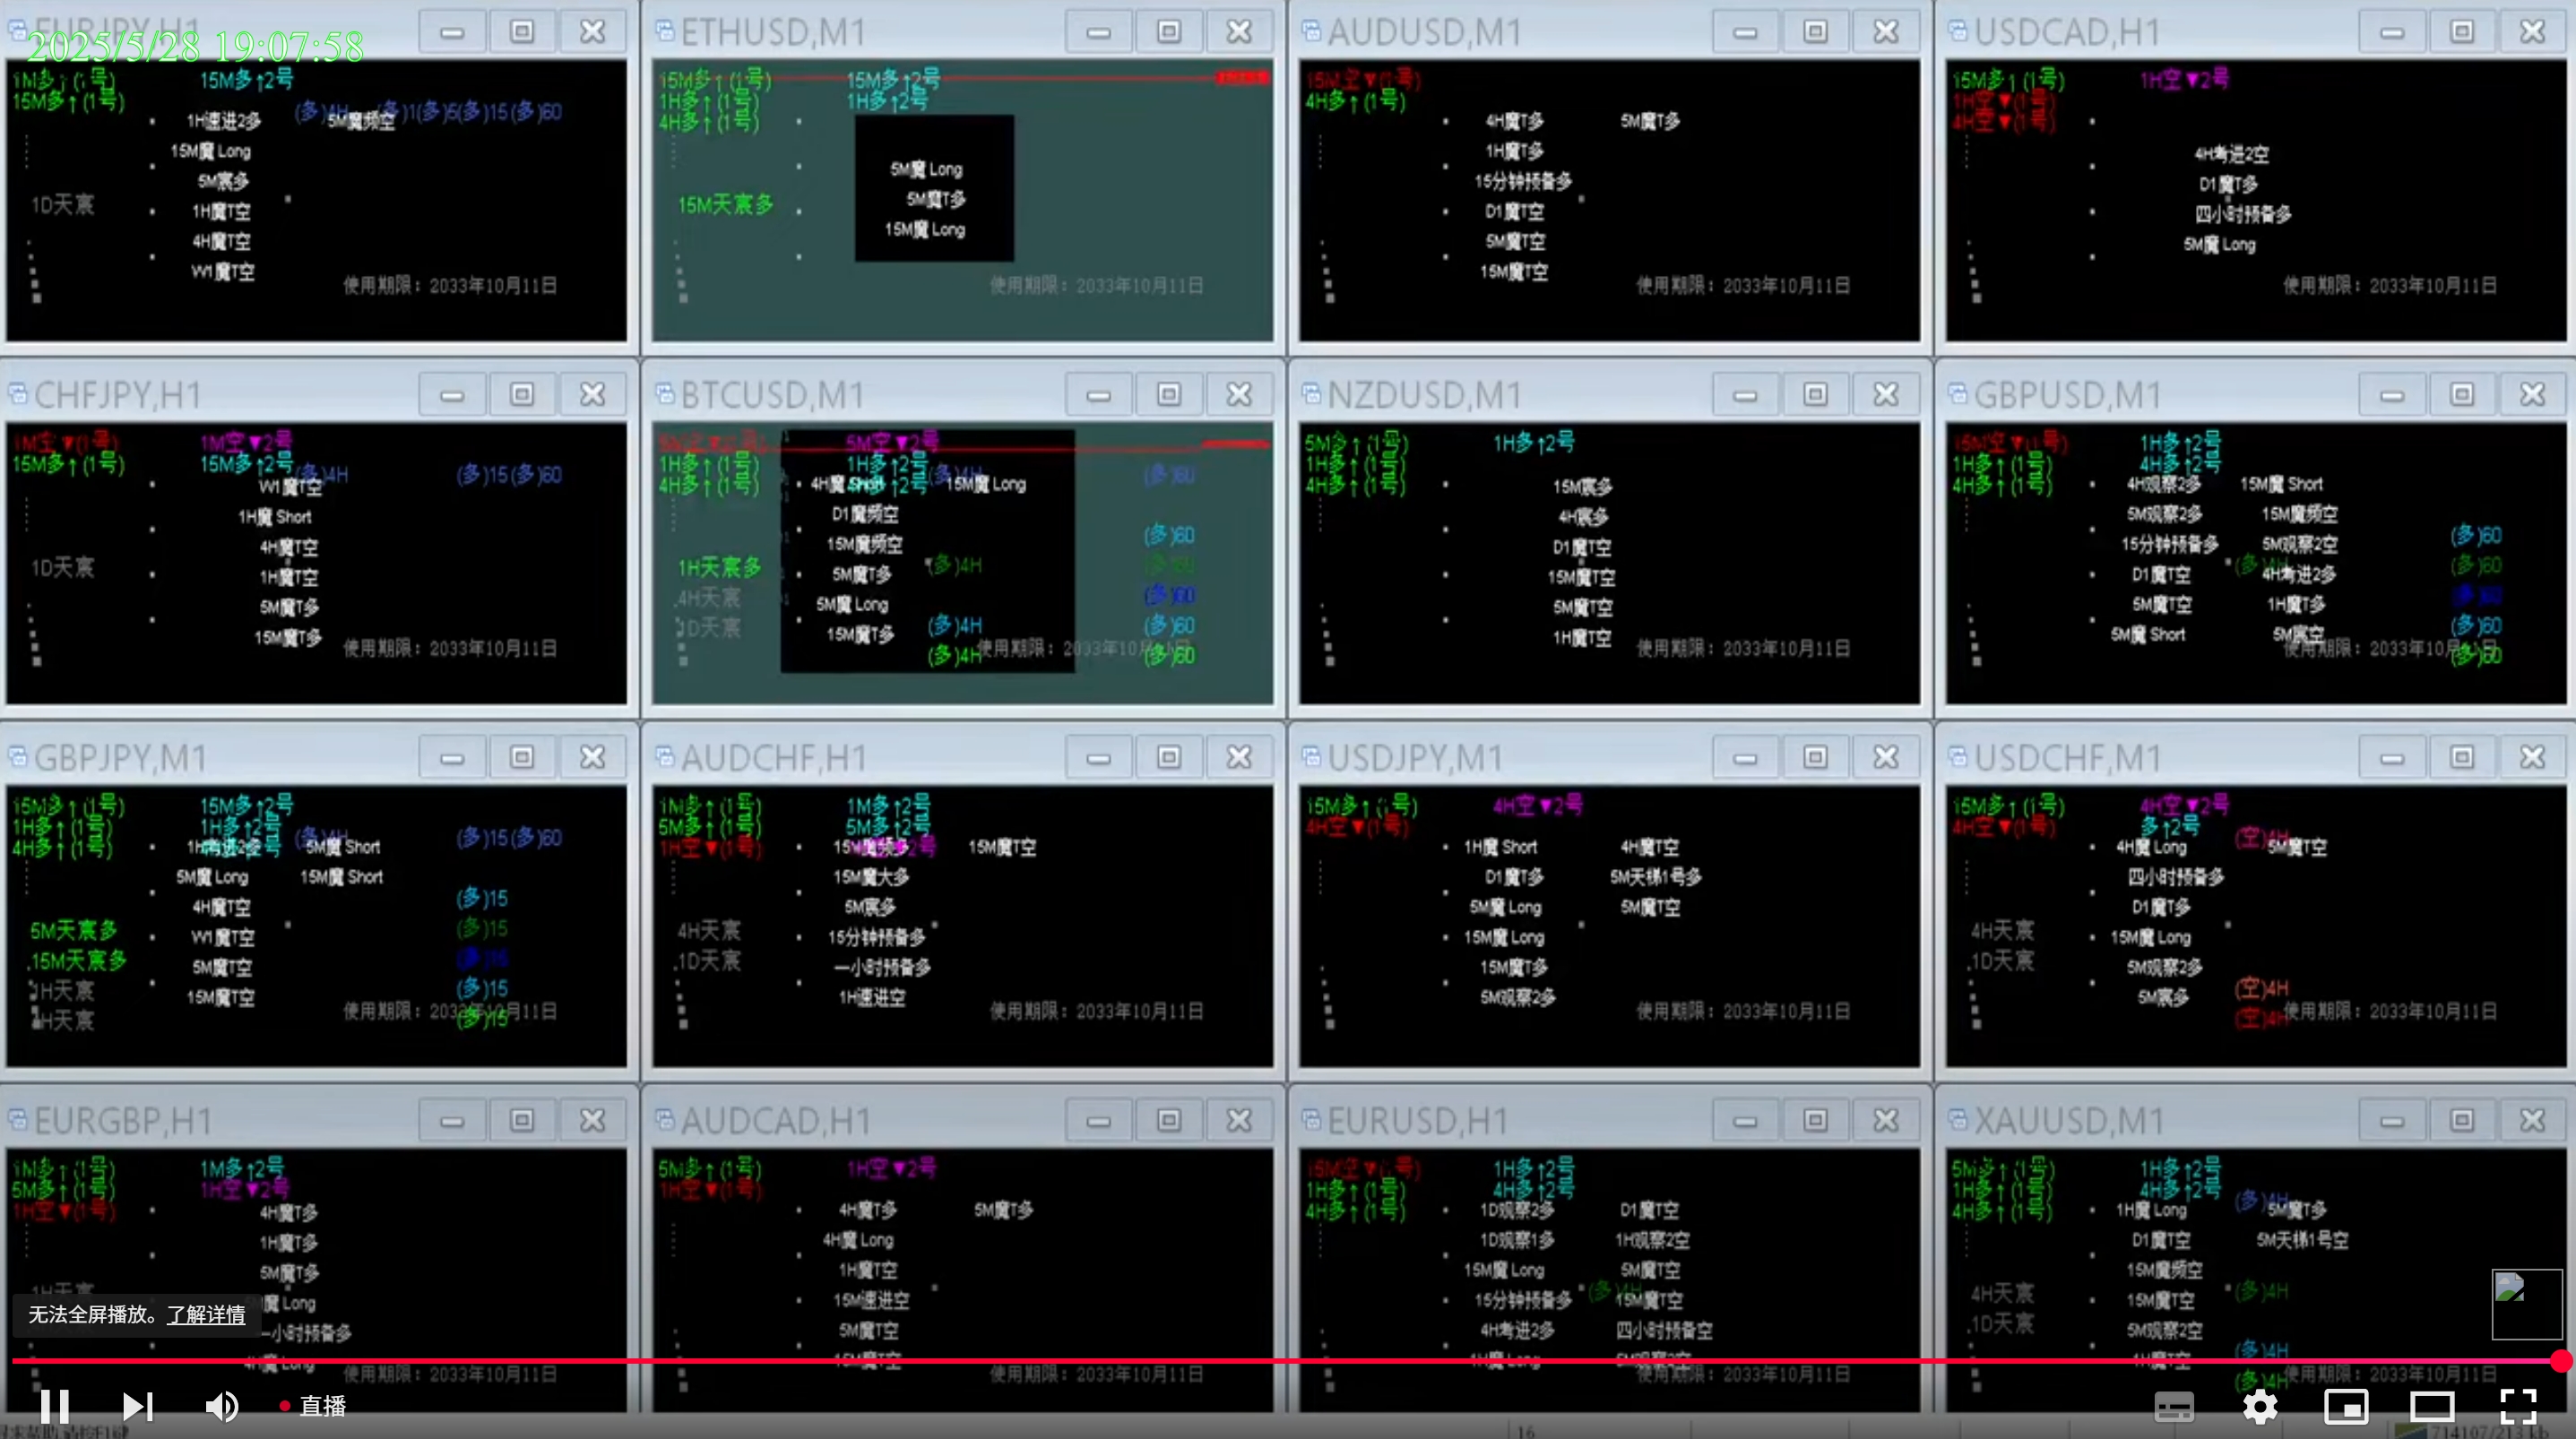 EURJPY,H1
2025/5/28 19:07:58
1M多↑(1号)
15M多↑2号
15M多↑(1号)
(多)4H (多)1(多)5(多)15(多)60
1H速进2多 5M魔频空
15M魔 Long
5M宸多
1D天宸
1H魔T空
4H魔T空
W1魔T空
使用期限：2033年10月11日
ETHUSD,M1
15M多↑(1号) 15M多↑2号
1H多↑(1号) 1H多↑2号
4H多↑(1号)
5M魔 Long
5M魔T多
15M天宸多
15M魔 Long
使用期限：2033年10月11日
AUDUSD,M1
15M空▼(1号)
4H多↑(1号)
4H魔T多 5M魔T多
1H魔T多
15分钟预备多
D1魔T空
5M魔T空
15M魔T空
使用期限：2033年10月11日
USDCAD,H1
15M多↑(1号) 1H空▼2号
1H空▼(1号)
4H空▼(1号)
4H考进2空
D1魔T多
四小时预备多
5M魔 Long
使用期限：2033年10月11日
CHFJPY,H1
1M空▼(1号) 1M空▼2号
15M多↑(1号) 15M多↑2号
(多)4H (多)15(多)60
W1魔T空
1H魔 Short
4H魔T空
1D天宸
1H魔T空
5M魔T多
15M魔T多
使用期限：2033年10月11日
BTCUSD,M1
5M空▼2号
1H多↑(1号) 1H多↑2号
4H多↑(1号) 4H多↑2号
(多)4H (多)60
4H魔 Short 15M魔 Long
D1魔频空
15M魔频空 (多)60
1H天宸多
5M魔T多 (多)4H
4H天宸
5M魔 Long (多)60
1D天宸
15M魔T多 (多)4H (多)60
(多)4H (多)60
使用期限：2033年10月11日
NZDUSD,M1
5M多↑(1号) 1H多↑2号
1H多↑(1号)
4H多↑(1号)
15M宸多
4H宸多
D1魔T空
15M魔T空
5M魔T空
1H魔T空
使用期限：2033年10月11日
GBPUSD,M1
15M空▼(1号) 1H多↑2号
1H多↑(1号) 4H多↑2号
4H多↑(1号)
4H观察2多 15M魔 Short
5M观察2多 15M魔频空
15分钟预备多 5M观察2空 (多)60
D1魔T空 (多)4H 4H考进2多 (多)60
5M魔T空 1H魔T多 (多)60
5M魔 Short 5M宸空 (多)60
(多)60
使用期限：2033年10月11日
GBPJPY,M1
15M多↑(1号) 15M多↑2号
1H多↑(1号) 1H多↑2号
4H多↑(1号)
(多)4H (多)15(多)60
1H考进2多 5M魔 Short
5M魔 Long 15M魔 Short
4H魔T空 (多)15
5M天宸多 W1魔T空 (多)15
15M天宸多 5M魔T空 (多)15
1H天宸 15M魔T空 (多)15
4H天宸 (多)15
使用期限：2033年10月11日
AUDCHF,H1
1M多↑(1号) 1M多↑2号
5M多↑(1号) 5M多↑2号
1H空▼(1号)
15M魔频多 15M魔T空
15M魔大多
5M宸多
4H天宸 15分钟预备多
1D天宸 一小时预备多
1H速进空
使用期限：2033年10月11日
USDJPY,M1
15M多↑(1号) 4H空▼2号
4H空▼(1号)
1H魔 Short 4H魔T空
D1魔T多 5M天梯1号多
5M魔 Long 5M魔T空
15M魔 Long
15M魔T多
5M观察2多
使用期限：2033年10月11日
USDCHF,M1
15M多↑(1号) 4H空▼2号
4H空▼(1号) 多↑2号
(空)4H
4H魔 Long 5M魔T空
四小时预备多
D1魔T多
4H天宸 15M魔 Long
1D天宸 5M观察2多
5M宸多 (空)4H
(空)4H
使用期限：2033年10月11日
EURGBP,H1
1M多↑(1号) 1M多↑2号
5M多↑(1号) 1H空▼2号
1H空▼(1号)
4H魔T多
1H魔T多
5M魔T多
1H天宸
魔 Long
一小时预备多
4H魔 Long
使用期限：2033年10月11日
AUDCAD,H1
5M多↑(1号) 1H空▼2号
1H空▼(1号)
4H魔T多 5M魔T多
4H魔 Long
1H魔T空
15M速进空
5M魔T空
15M魔T空
使用期限：2033年10月11日
EURUSD,H1
15M空▼(1号) 1H多↑2号
1H多↑(1号) 4H多↑2号
4H多↑(1号)
1D观察2多 D1魔T空
1D观察1多 1H观察2空
15M魔 Long 5M魔T空
15分钟预备多 (多)4H 15M魔T空
4H考进2多 四小时预备空
1H魔 Long 5M观察2空
使用期限：2033年10月11日
XAUUSD,M1
5M多↑(1号) 1H多↑2号
1H多↑(1号) 4H多↑2号
4H多↑(1号)
(多)4H
1H魔 Long 5M魔T多
D1魔T空 5M天梯1号空
15M魔频空
4H天宸 15M魔T空 (多)4H
1D天宸 5M观察2空
1H魔T空 (多)4H
(多)4H
使用期限：2033年10月11日
无法全屏播放。了解详情
直播
16
714107/213 kb